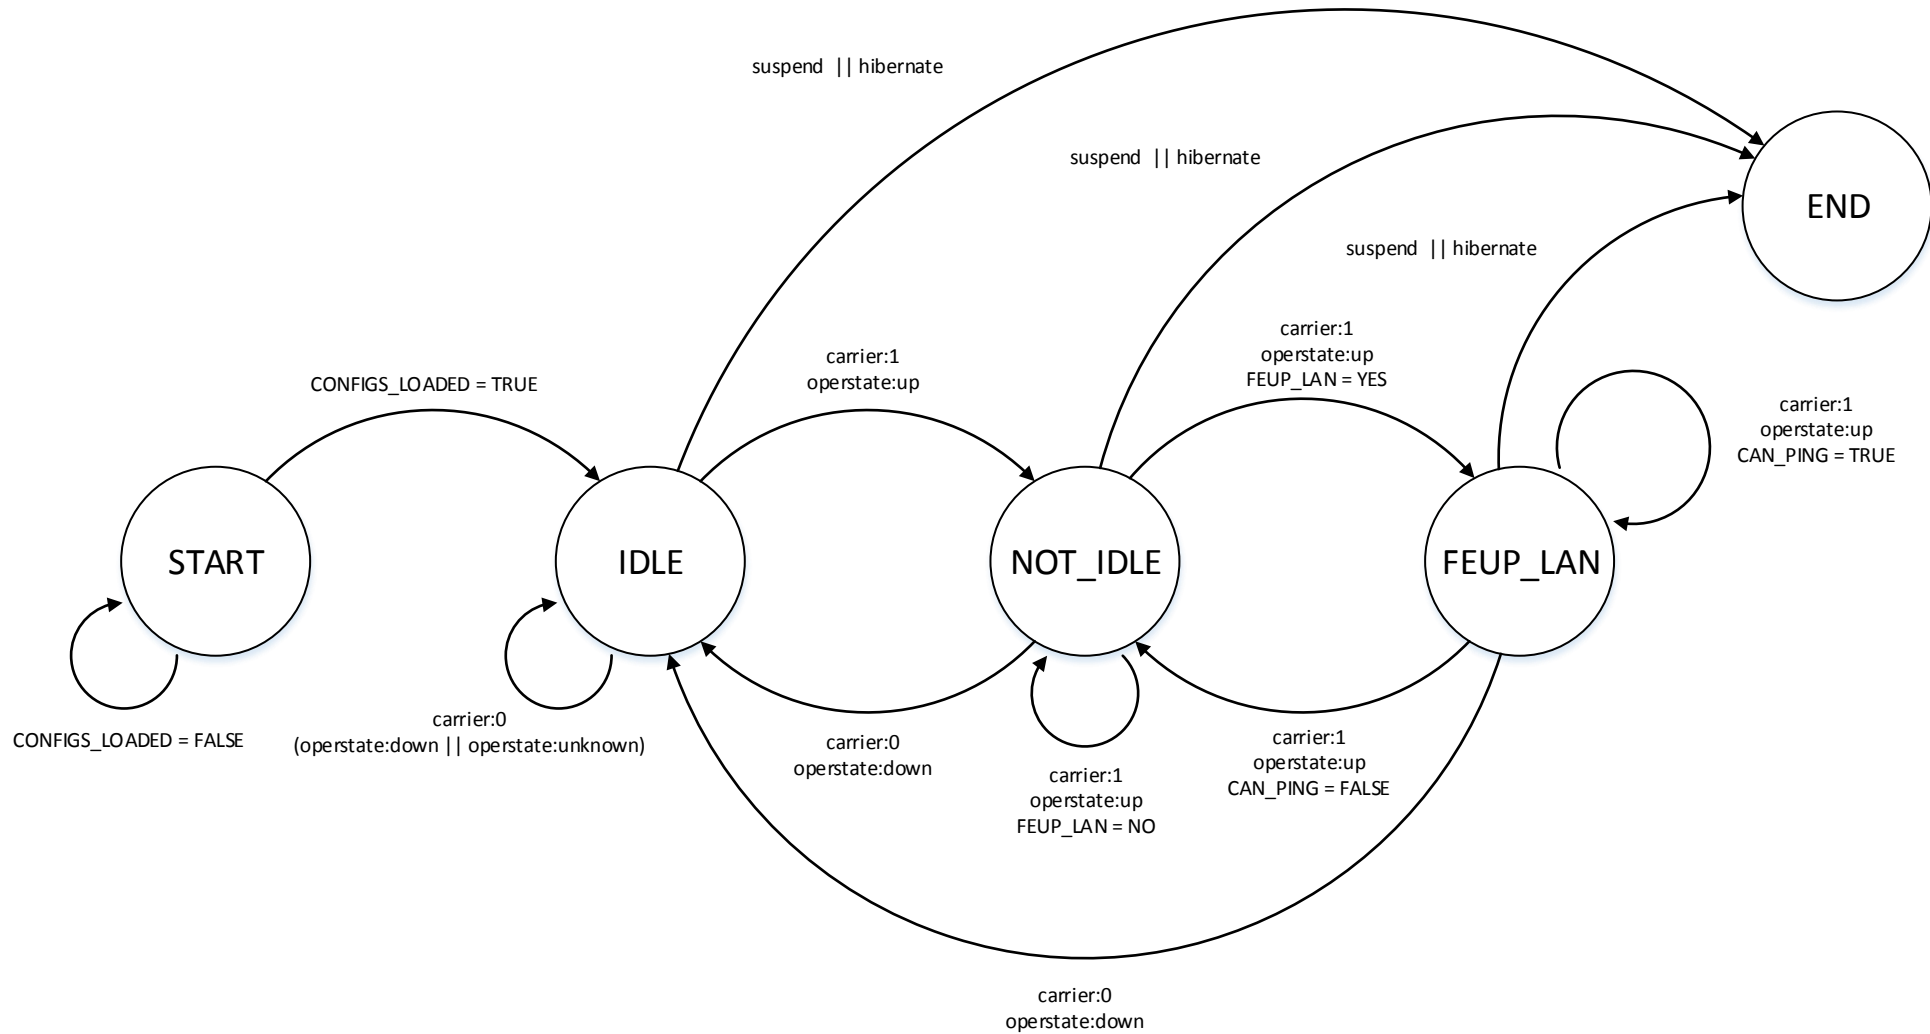 suspend || hibernate
suspend || hibernate
END
suspend || hibernate
carrier:1
operstate:up
FEUP_LAN = YES
carrier:1
operstate:up
CONFIGS_LOADED = TRUE
carrier:1
operstate:up
CAN_PING = TRUE
START
IDLE
NOT_IDLE
FEUP_LAN
CONFIGS_LOADED = FALSE
carrier:0
(operstate:down || operstate:unknown)
carrier:0
operstate:down
carrier:1
operstate:up
FEUP_LAN = NO
carrier:1
operstate:up
CAN_PING = FALSE
carrier:0
operstate:down